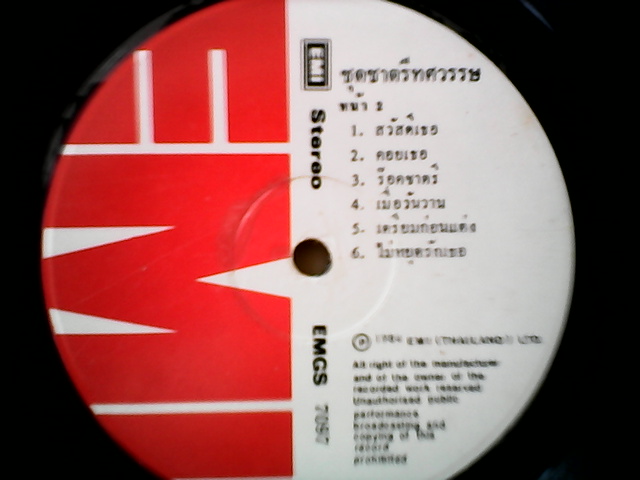 EMI
EMI
Stereo
EMGS 7097
ชุดชาตรีทศวรรษ
หน้า 2
1. สวัสดีเธอ
2. คอยเธอ
3. ร๊อคชาตรี
4. เมื่อวันวาน
5. เตรียมก่อนแต่ง
6. ไม่หยุดรักเธอ
EMI (THAILAND) LTD.
All right of the manufacturer
and of the owner of the
recorded work reserved
Unauthorised public
performance
broadcasting and
copying of this
record
prohibited